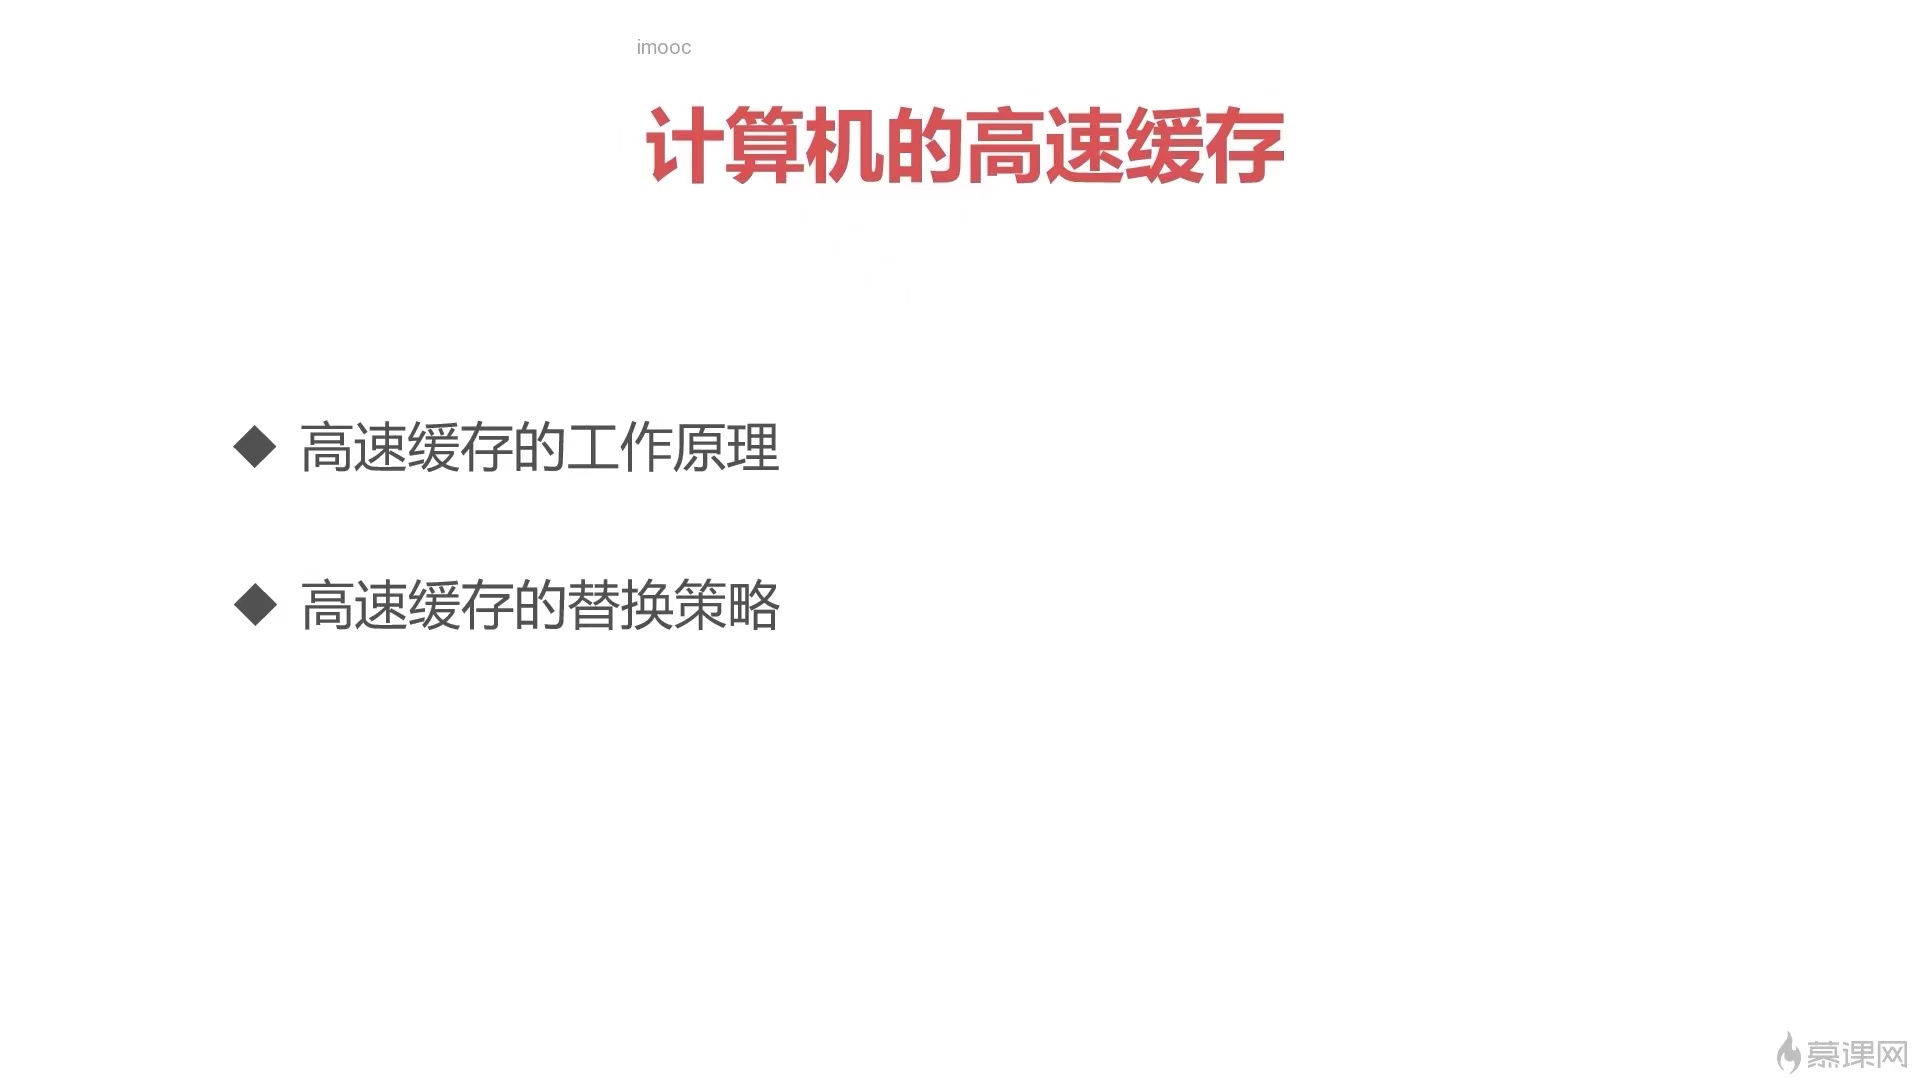 imooc
计算机的高速缓存
◆ 高速缓存的工作原理
◆ 高速缓存的替换策略
慕课网